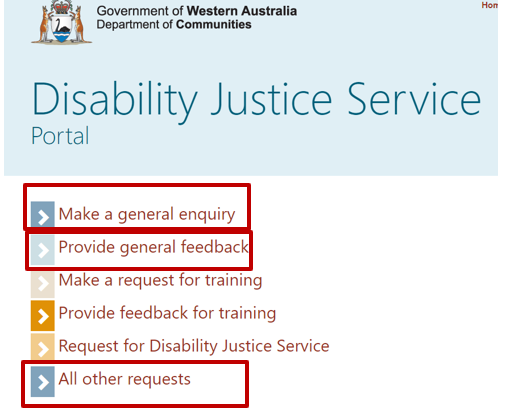 Hom
Government of Western Australia
Department of Communities
Disability Justice Service
Portal
Make a general enquiry
Provide general feedback
Make a request for training
Provide feedback for training
Request for Disability Justice Service
All other requests